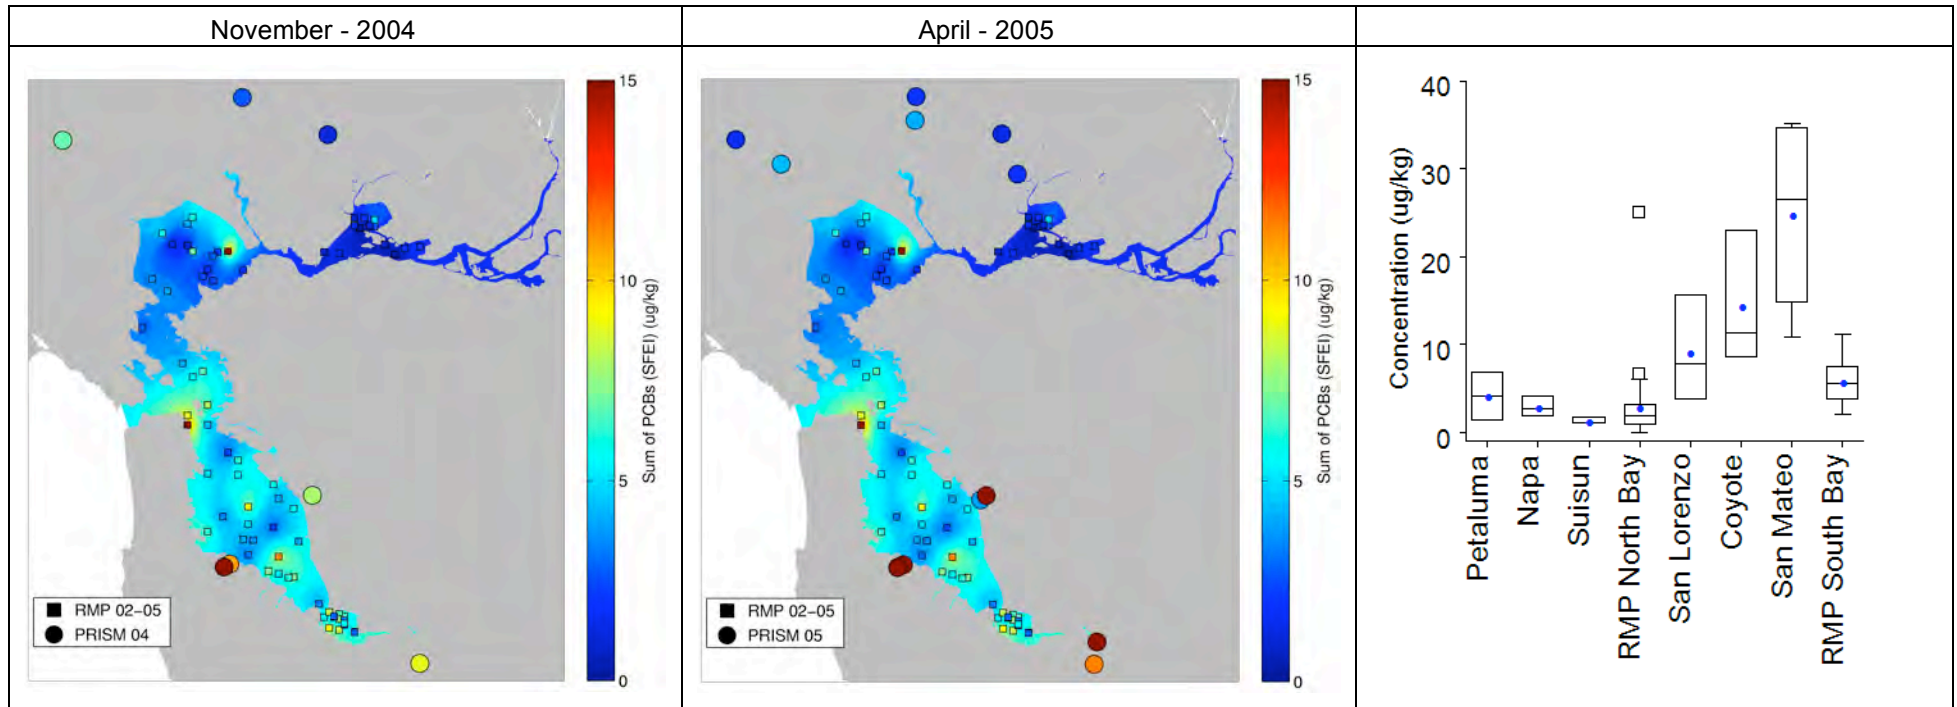 November - 2004
April - 2005
15
10
5
0
Sum of PCBs (SFEI) (ug/kg)
RMP 02-05
PRISM 04
15
10
5
0
Sum of PCBs (SFEI) (ug/kg)
RMP 02-05
PRISM 05
40
30
20
10
0
Concentration (ug/kg)
Petaluma
Napa
Suisun
RMP North Bay
San Lorenzo
Coyote
San Mateo
RMP South Bay